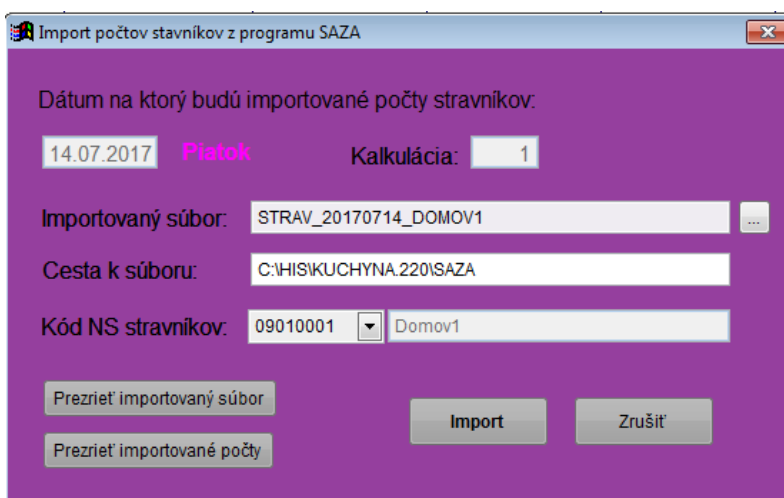 Import počtov stavníkov z programu SAZA
Dátum na ktorý budú importované počty stravníkov:
14.07.2017 Piatok Kalkulácia: 1
Importovaný súbor: STRAV_20170714_DOMOV1 ...
Cesta k súboru: C:\HIS\KUCHYNA.220\SAZA
Kód NS stravníkov: 09010001 Domov1
Prezrieť importovaný súbor
Import Zrušiť
Prezrieť importované počty